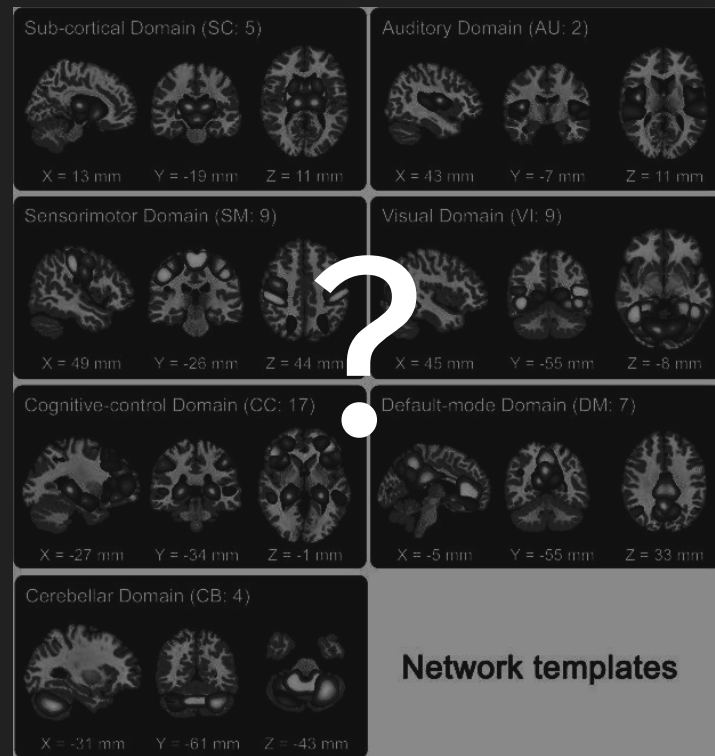 Sub-cortical Domain (SC: 5)
X = 13 mm Y = -19 mm Z = 11 mm
Auditory Domain (AU: 2)
X = 43 mm Y = -7 mm Z = 11 mm
Sensorimotor Domain (SM: 9)
X = 49 mm Y = -26 mm Z = 44 mm
Visual Domain (VI: 9)
X = 45 mm Y = -55 mm Z = -8 mm
?
Cognitive-control Domain (CC: 17)
X = -27 mm Y = -34 mm Z = -1 mm
Default-mode Domain (DM: 7)
X = -5 mm Y = -55 mm Z = 33 mm
Cerebellar Domain (CB: 4)
X = -31 mm Y = -61 mm Z = -43 mm
Network templates